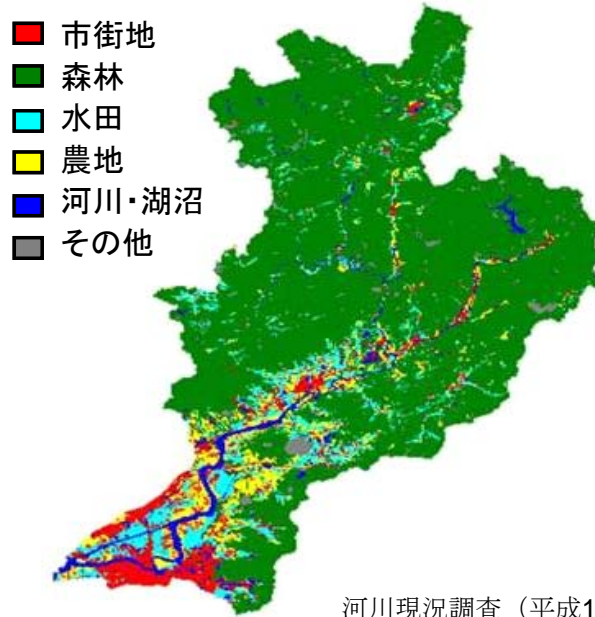 市街地
森林
水田
農地
河川・湖沼
その他
河川現況調査（平成1